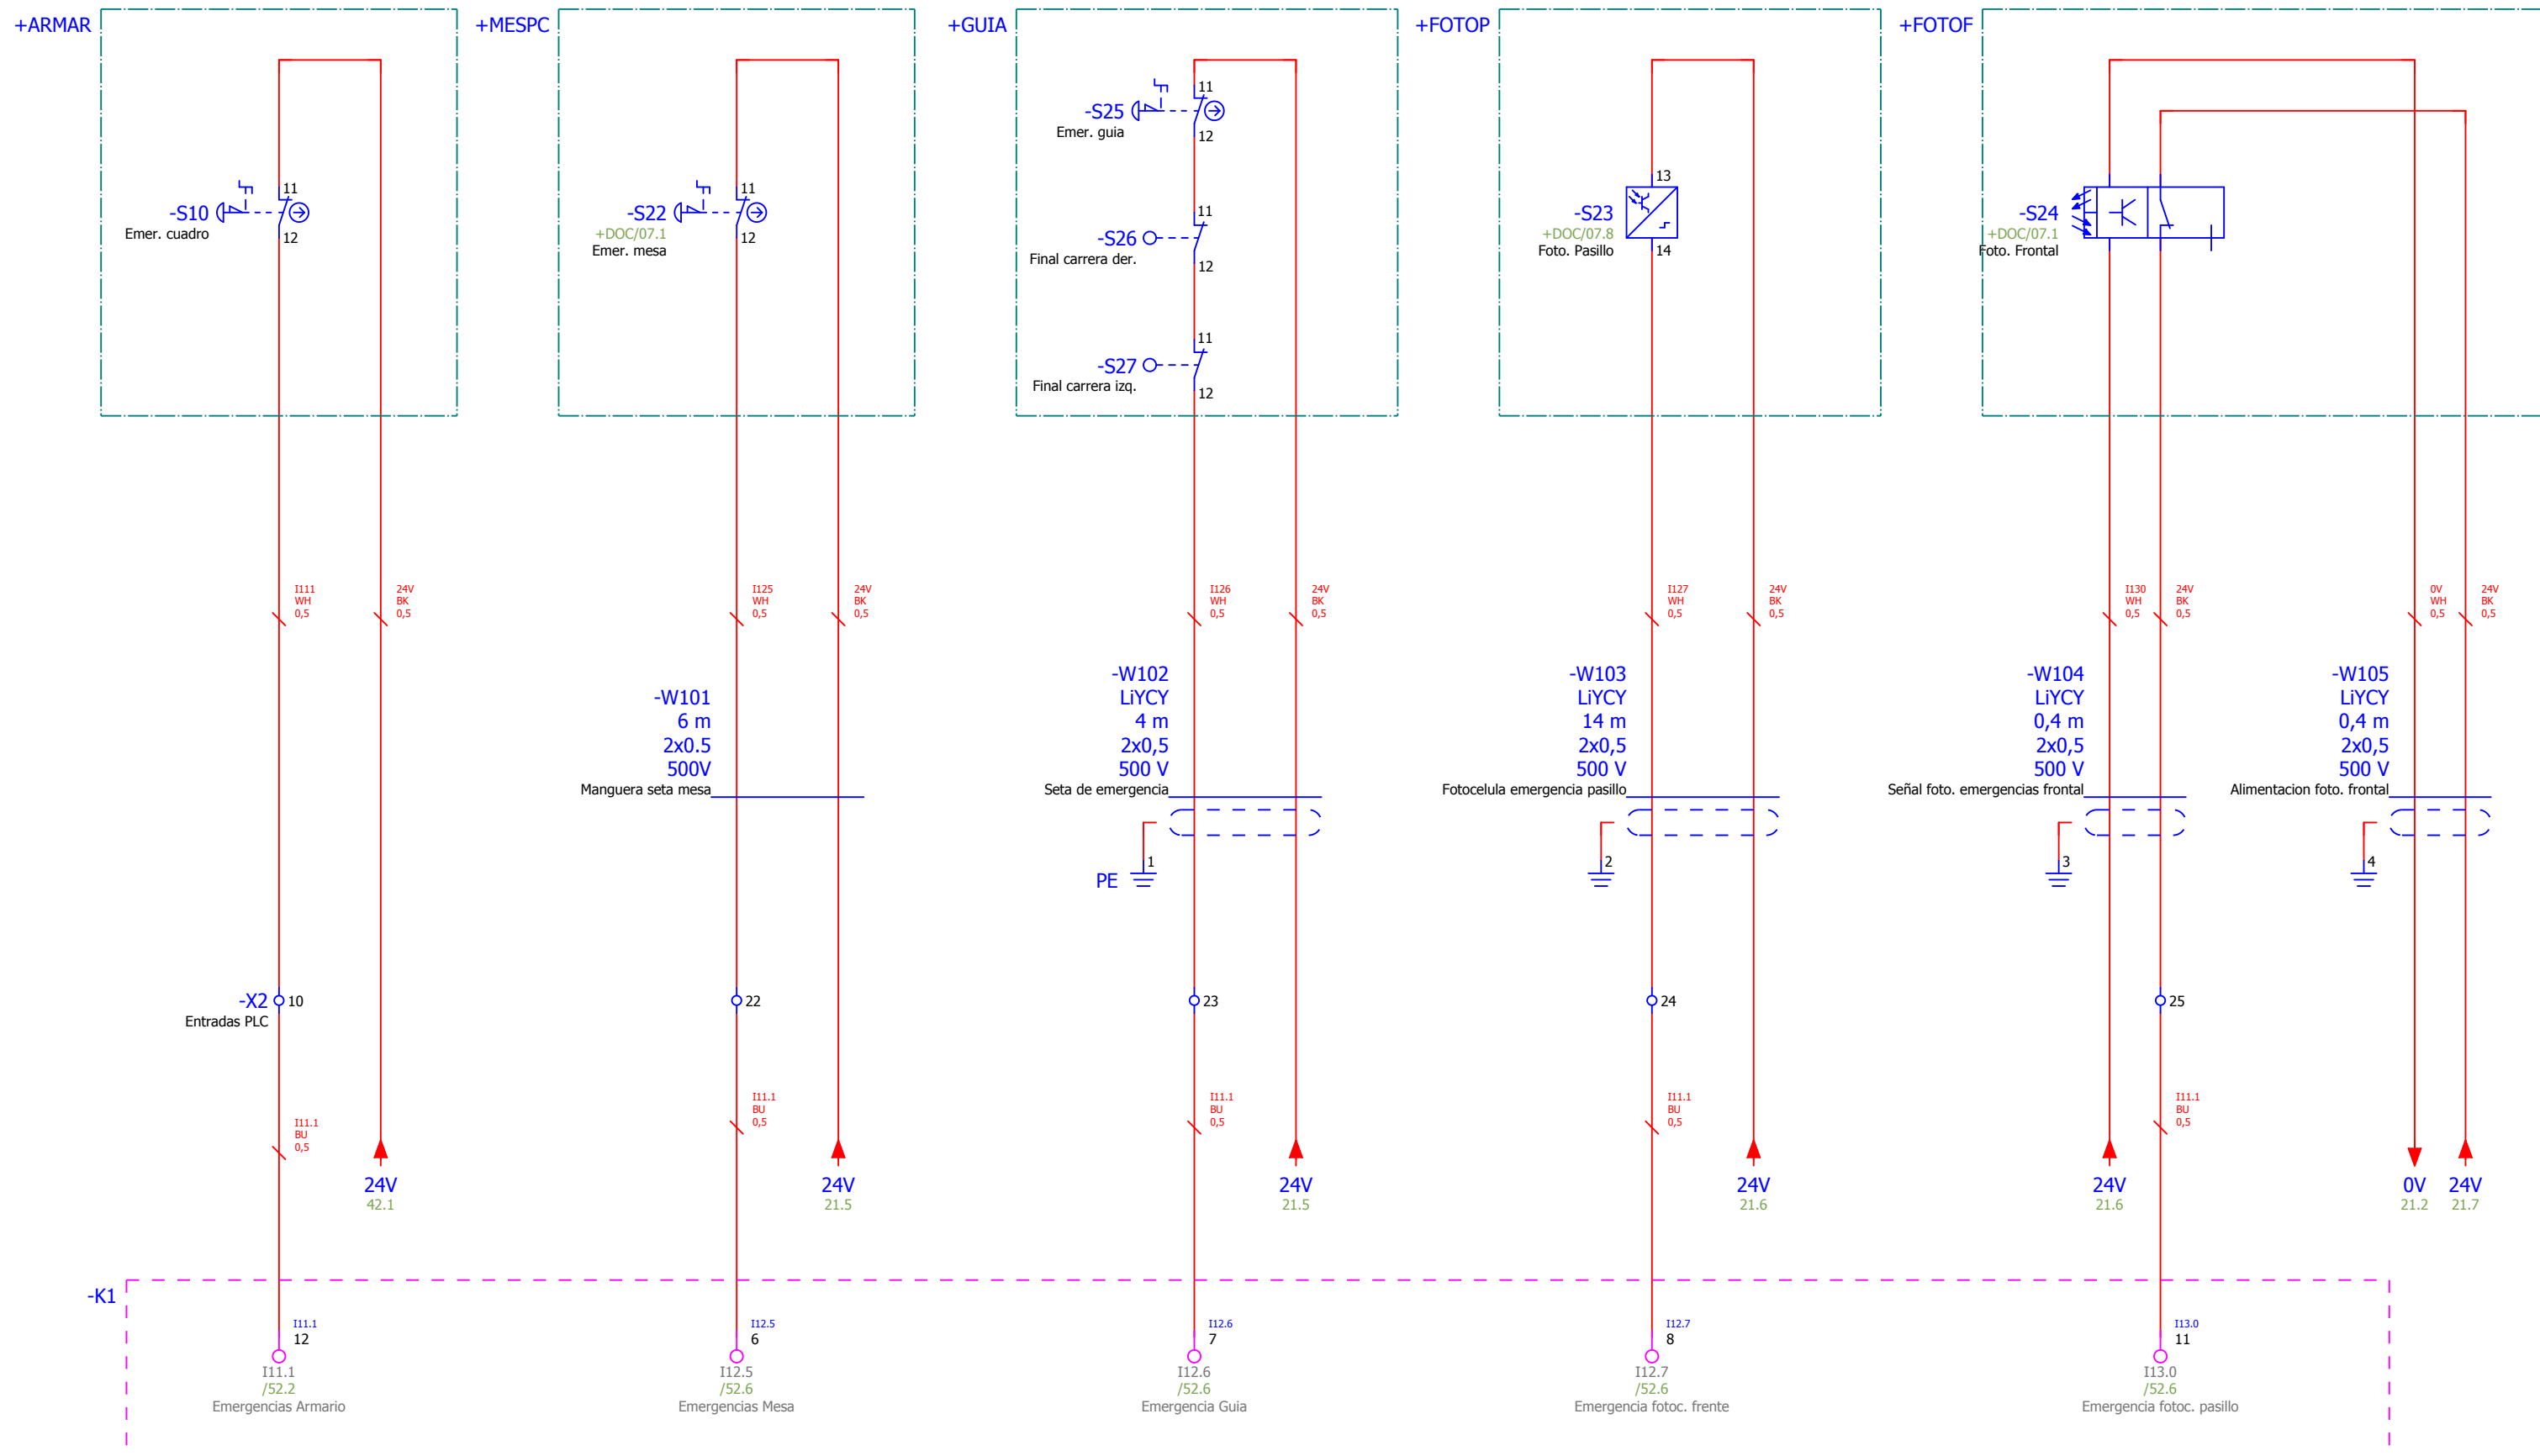 +ARMAR
+MESPC
+GUIA
+FOTOP
+FOTOF
-S10
Emer. cuadro
11
12
-S22
+DOC/07.1
Emer. mesa
11
12
-S25
Emer. guia
11
12
-S26
Final carrera der.
11
12
-S27
Final carrera izq.
11
12
-S23
+DOC/07.8
Foto. Pasillo
13
14
-S24
+DOC/07.1
Foto. Frontal
I111
WH
0,5
24V
BK
0,5
I125
WH
0,5
24V
BK
0,5
I126
WH
0,5
24V
BK
0,5
I127
WH
0,5
24V
BK
0,5
I130
WH
0,5
24V
BK
0,5
0V
WH
0,5
24V
BK
0,5
-W101
6 m
2x0.5
500V
Manguera seta mesa
-W102
LiYCY
4 m
2x0,5
500 V
Seta de emergencia
-W103
LiYCY
14 m
2x0,5
500 V
Fotocelula emergencia pasillo
-W104
LiYCY
0,4 m
2x0,5
500 V
Señal foto. emergencias frontal
-W105
LiYCY
0,4 m
2x0,5
500 V
Alimentacion foto. frontal
PE
1
2
3
4
-X2
Entradas PLC
10
22
23
24
25
I11.1
BU
0,5
I11.1
BU
0,5
I11.1
BU
0,5
I11.1
BU
0,5
I11.1
BU
0,5
24V
42.1
24V
21.5
24V
21.5
24V
21.6
24V
21.6
0V
21.2
24V
21.7
-K1
I11.1
12
I11.1
/52.2
Emergencias Armario
I12.5
6
I12.5
/52.6
Emergencias Mesa
I12.6
7
I12.6
/52.6
Emergencia Guia
I12.7
8
I12.7
/52.6
Emergencia fotoc. frente
I13.0
11
I13.0
/52.6
Emergencia fotoc. pasillo